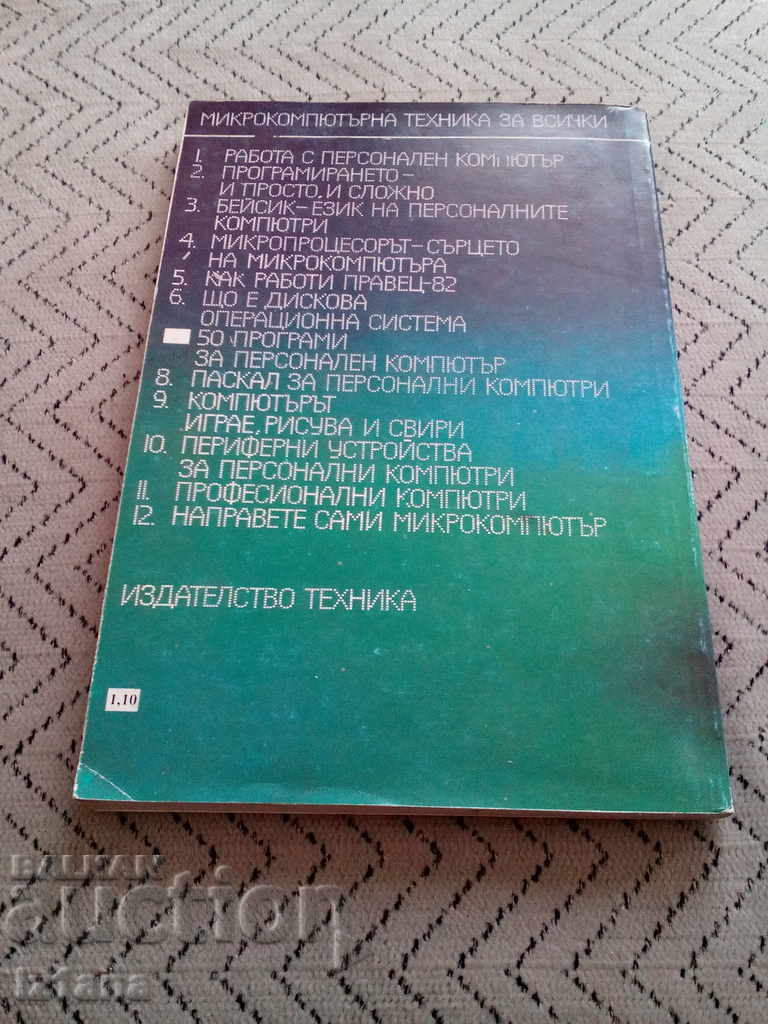 МИКРОКОМПЮТЪРНА ТЕХНИКА ЗА ВСИЧКИ
1. РАБОТА С ПЕРСОНАЛЕН КОМПЮТЪР
2. ПРОГРАМИРАНЕТО-
И ПРОСТО, И СЛОЖНО
3. БЕЙСИК-ЕЗИК НА ПЕРСОНАЛНИТЕ
КОМПЮТРИ
4. МИКРОПРОЦЕСОРЪТ-СЪРЦЕТО
НА МИКРОКОМПЮТЪРА
5. КАК РАБОТИ ПРАВЕЦ-82
6. ЩО Е ДИСКОВА
ОПЕРАЦИОННА СИСТЕМА
50 ПРОГРАМИ
ЗА ПЕРСОНАЛЕН КОМПЮТЪР
8. ПАСКАЛ ЗА ПЕРСОНАЛНИ КОМПЮТРИ
9. КОМПЮТЪРЪТ
ИГРАЕ, РИСУВА И СВИРИ
10. ПЕРИФЕРНИ УСТРОЙСТВА
ЗА ПЕРСОНАЛНИ КОМПЮТРИ
11. ПРОФЕСИОНАЛНИ КОМПЮТРИ
12. НАПРАВЕТЕ САМИ МИКРОКОМПЮТЪР
ИЗДАТЕЛСТВО ТЕХНИКА
1,10
BALKAN
auction
Izfana